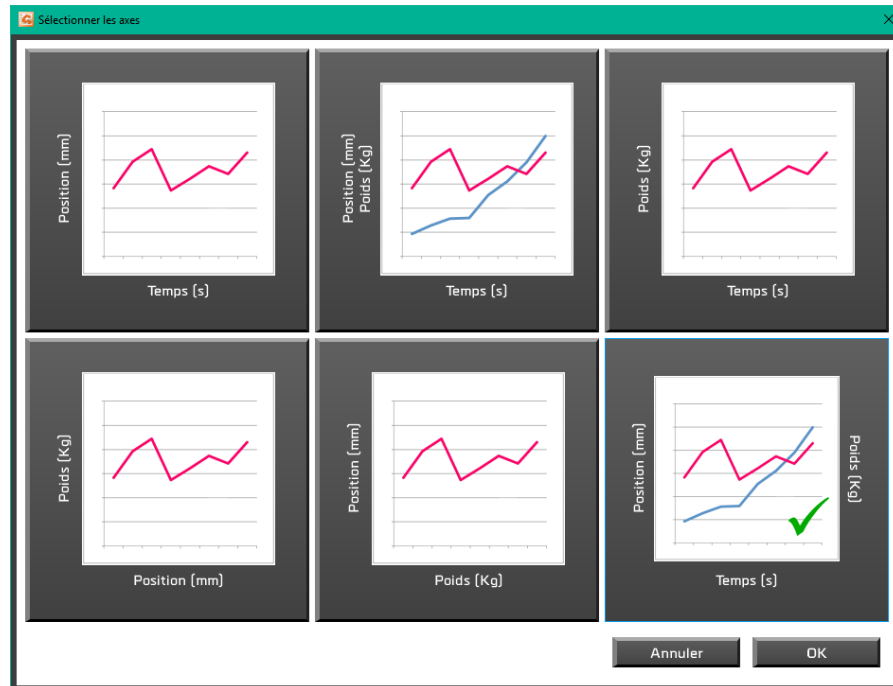 Sélectionner les axes
Position (mm)
Temps (s)
Position (mm)
Poids (Kg)
Temps (s)
Poids (Kg)
Temps (s)
Poids (Kg)
Position (mm)
Position (mm)
Poids (Kg)
Position (mm)
Poids (Kg)
Temps (s)
Annuler
OK